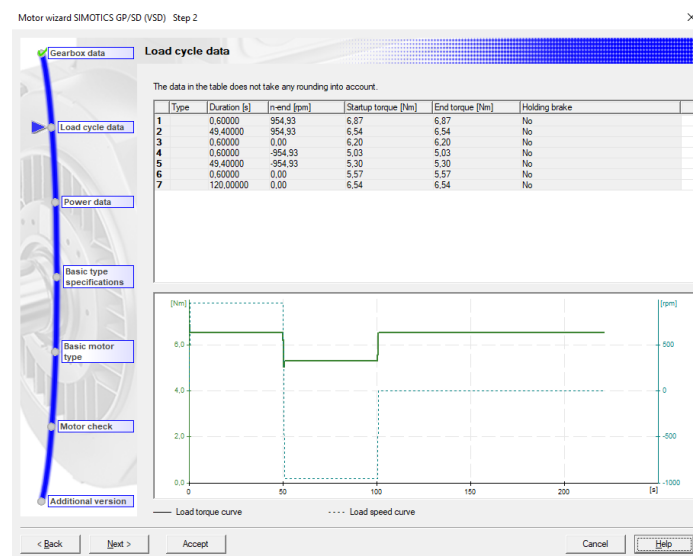 Motor wizard SIMOTICS GP/SD (VSD) Step 2
Gearbox data
Load cycle data
Power data
Basic type
specifications
Basic motor
type
Motor check
Additional version
Load cycle data
The data in the table does not take any rounding into account.
Type Duration [s] n-end [rpm] Startup torque [Nm] End torque [Nm] Holding brake
1 0,60000 954,93 6,87 6,87 No
2 49,40000 954,93 6,54 6,54 No
3 0,60000 0,00 6,20 6,20 No
4 0,60000 -954,93 5,03 5,03 No
5 49,40000 -954,93 5,30 5,30 No
6 0,60000 0,00 5,57 5,57 No
7 120,00000 0,00 6,54 6,54 No
[Nm] [rpm]
6,0 500
4,0 0
2,0 -500
0,0 -1000
0 50 100 150 200 [s]
Load torque curve Load speed curve
< Back Next > Accept Cancel Help